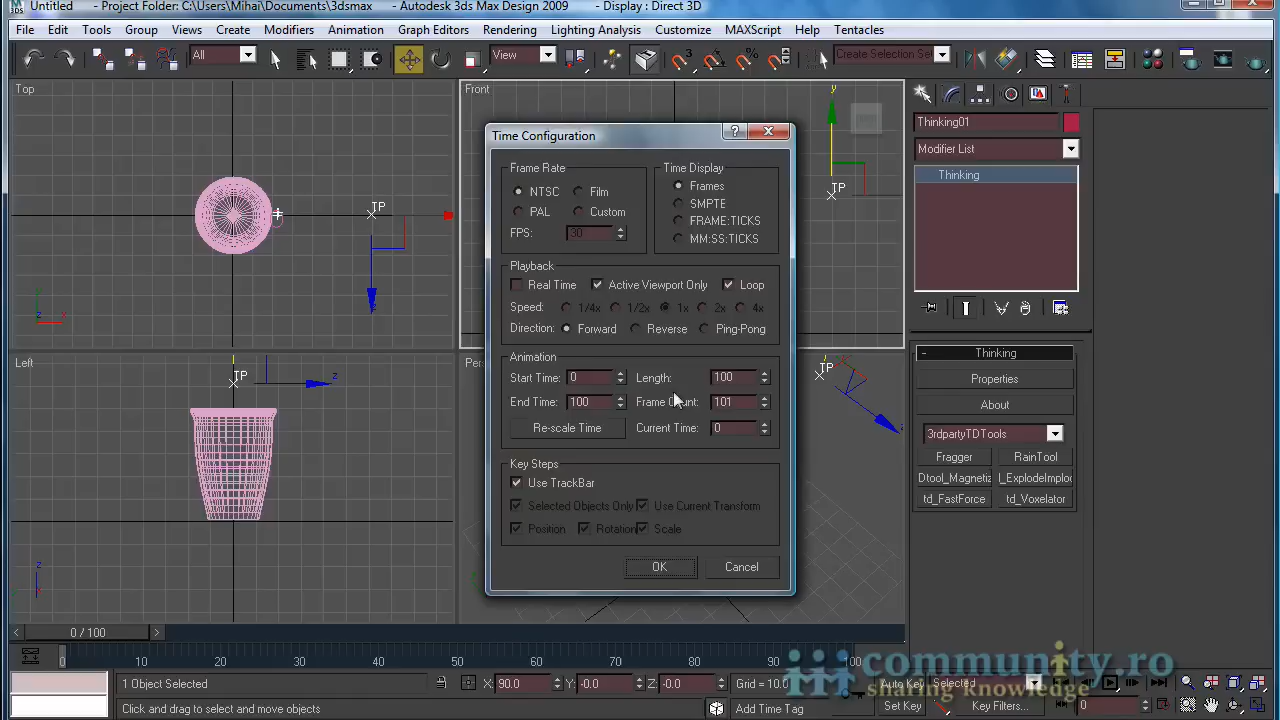 Untitled - Project Folder: C:\Users\Mihai\Documents\3dsmax - Autodesk 3ds Max Design 2009 - Display : Direct 3D
File Edit Tools Group Views Create Modifiers Animation Graph Editors Rendering Lighting Analysis Customize MAXScript Help Tentacles
All View Create Selection Set
Top Front
Time Configuration
Thinking01
Modifier List
Thinking
Frame Rate Time Display
NTSC Film Frames
PAL Custom SMPTE
FPS: 30 FRAME:TICKS
MM:SS:TICKS
Playback
Real Time Active Viewport Only Loop
Speed: 1/4x 1/2x 1x 2x 4x
Direction: Forward Reverse Ping-Pong
Animation
Start Time: 0 Length: 100
End Time: 100 Frame Count: 101
Re-scale Time Current Time: 0
Key Steps
Use TrackBar
Selected Objects Only Use Current Transform
Position Rotation Scale
OK Cancel
y
TP
TP
z
x
Left
TP
z
TP
z
z
Thinking
Properties
About
3rdpartyTDTools
Fragger RainTool
Dtool_Magnetiz I_ExplodeImploc
td_FastForce td_Voxelator
0 / 100
0 10 20 30 40 50 60 70 80 90 100
1 Object Selected X: 90.0 Y: -0.0 Z: -0.0 Grid = 10.0 Auto Key Selected
Click and drag to select and move objects Add Time Tag Set Key Key Filters... 0
community.ro
sharing knowledge